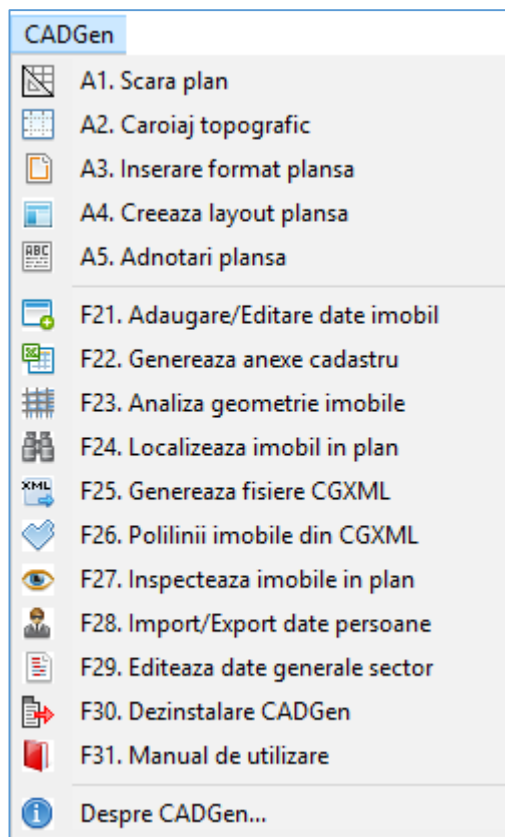 CADGen
A1. Scara plan
A2. Caroiaj topografic
A3. Inserare format plansa
A4. Creeaza layout plansa
ABC
A5. Adnotari plansa
F21. Adaugare/Editare date imobil
F22. Genereaza anexe cadastru
F23. Analiza geometrie imobile
F24. Localizeaza imobil in plan
XML
F25. Genereaza fisiere CGXML
F26. Polilinii imobile din CGXML
F27. Inspecteaza imobile in plan
F28. Import/Export date persoane
F29. Editeaza date generale sector
F30. Dezinstalare CADGen
F31. Manual de utilizare
Despre CADGen...